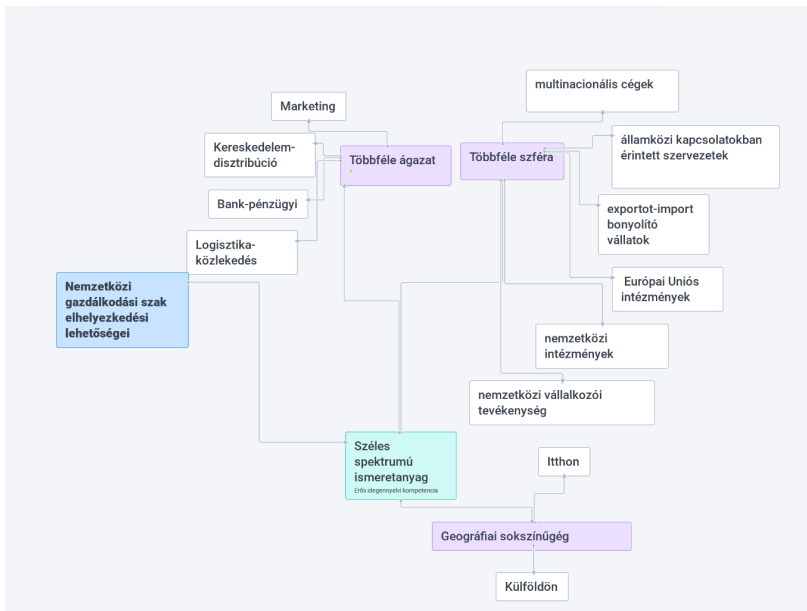 multinacionális cégek
Marketing
államközi kapcsolatokban
érintett szervezetek
Kereskedelem-
disztribúció
Többféle ágazat
Többféle szféra
Bank-pénzügyi
exportot-import
bonyolító
vállatok
Logisztika-
közlekedés
Európai Uniós
intézmények
Nemzetközi
gazdálkodási szak
elhelyezkedési
lehetőségei
nemzetközi
intézmények
nemzetközi vállalkozói
tevékenység
Széles
spektrumú
ismeretanyag
Erős idegennyelvi kompetencia
Itthon
Geográfiai sokszínűgég
Külföldön